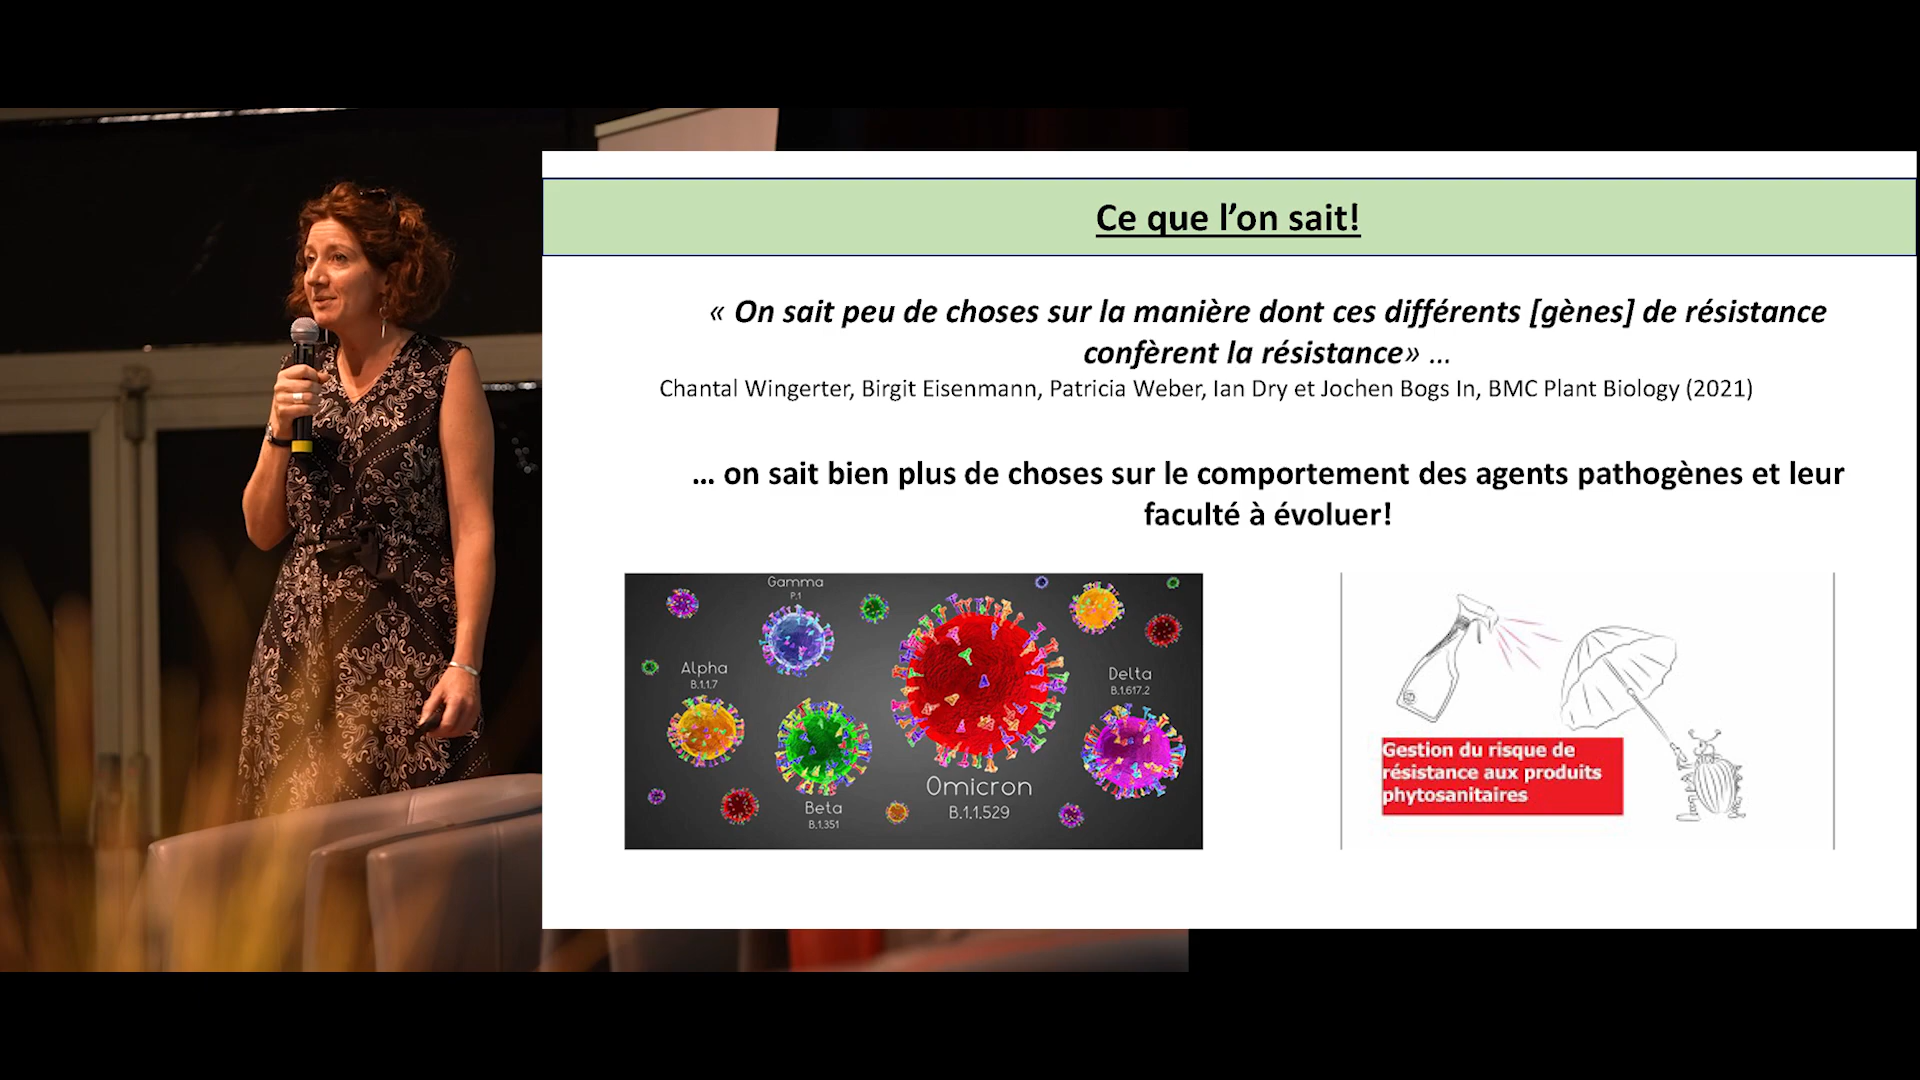 Ce que l’on sait!
« On sait peu de choses sur la manière dont ces différents [gènes] de résistance
confèrent la résistance» ...
Chantal Wingerter, Birgit Eisenmann, Patricia Weber, Ian Dry et Jochen Bogs In, BMC Plant Biology (2021)
... on sait bien plus de choses sur le comportement des agents pathogènes et leur
faculté à évoluer!
Gamma
P.1
Alpha
B.1.1.7
Delta
B.1.617.2
Omicron
B.1.1.529
Beta
B.1.351
Gestion du risque de
résistance aux produits
phytosanitaires